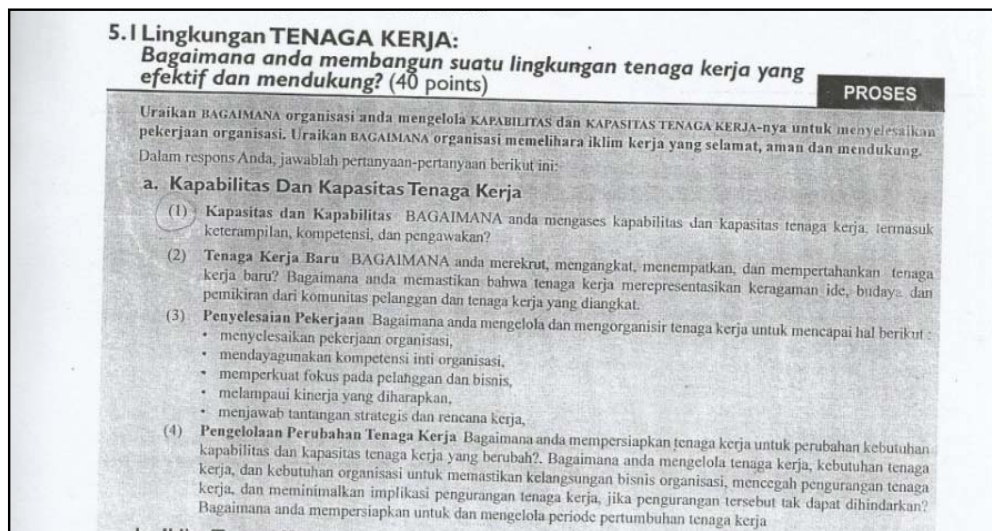 5.1 Lingkungan TENAGA KERJA:
Bagaimana anda membangun suatu lingkungan tenaga kerja yang
efektif dan mendukung? (40 points)
PROSES
Uraikan BAGAIMANA organisasi anda mengelola KAPABILITAS dan KAPASITAS TENAGA KERJA-nya untuk menyelesaikan
pekerjaan organisasi. Uraikan BAGAIMANA organisasi memelihara iklim kerja yang selamat, aman dan mendukung.
Dalam respons Anda, jawablah pertanyaan-pertanyaan berikut ini:
a. Kapabilitas Dan Kapasitas Tenaga Kerja
(1) Kapasitas dan Kapabilitas BAGAIMANA anda mengases kapabilitas dan kapasitas tenaga kerja, termasuk
keterampilan, kompetensi, dan pengawakan?
(2) Tenaga Kerja Baru BAGAIMANA anda merekrut, mengangkat, menempatkan, dan mempertahankan tenaga
kerja baru? Bagaimana anda memastikan bahwa tenaga kerja merepresentasikan keragaman ide, budaya dan
pemikiran dari komunitas pelanggan dan tenaga kerja yang diangkat.
(3) Penyelesaian Pekerjaan Bagaimana anda mengelola dan mengorganisir tenaga kerja untuk mencapai hal berikut :
• menyelesaikan pekerjaan organisasi,
• mendayagunakan kompetensi inti organisasi,
• memperkuat fokus pada pelanggan dan bisnis,
• melampaui kinerja yang diharapkan,
• menjawab tantangan strategis dan rencana kerja,
(4) Pengelolaan Perubahan Tenaga Kerja Bagaimana anda mempersiapkan tenaga kerja untuk perubahan kebutuhan
kapabilitas dan kapasitas tenaga kerja yang berubah?. Bagaimana anda mengelola tenaga kerja, kebutuhan tenaga
kerja, dan kebutuhan organisasi untuk memastikan kelangsungan bisnis organisasi, mencegah pengurangan tenaga
kerja, dan meminimalkan implikasi pengurangan tenaga kerja, jika pengurangan tersebut tak dapat dihindarkan?
Bagaimana anda mempersiapkan untuk dan mengelola periode pertumbuhan tenaga kerja